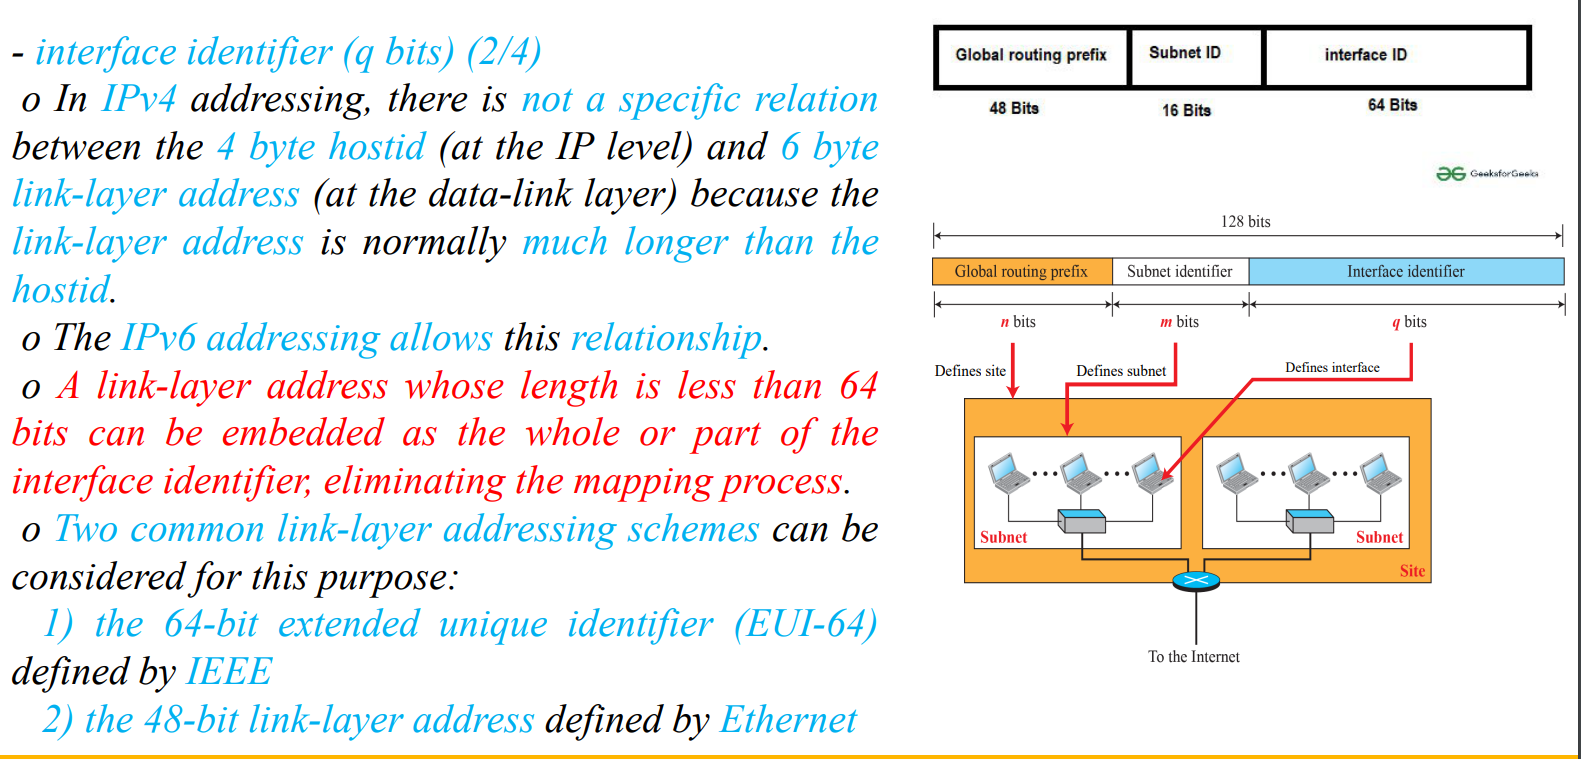 - interface identifier (q bits) (2/4)
o In IPv4 addressing, there is not a specific relation
between the 4 byte hostid (at the IP level) and 6 byte
link-layer address (at the data-link layer) because the
link-layer address is normally much longer than the
hostid.
o The IPv6 addressing allows this relationship.
o A link-layer address whose length is less than 64
bits can be embedded as the whole or part of the
interface identifier, eliminating the mapping process.
o Two common link-layer addressing schemes can be
considered for this purpose:
1) the 64-bit extended unique identifier (EUI-64)
defined by IEEE
2) the 48-bit link-layer address defined by Ethernet
Global routing prefix Subnet ID interface ID
48 Bits 16 Bits 64 Bits
GeeksforGeeks
128 bits
Global routing prefix Subnet identifier Interface identifier
n bits m bits q bits
Defines site Defines subnet Defines interface
Subnet Subnet
Site
To the Internet